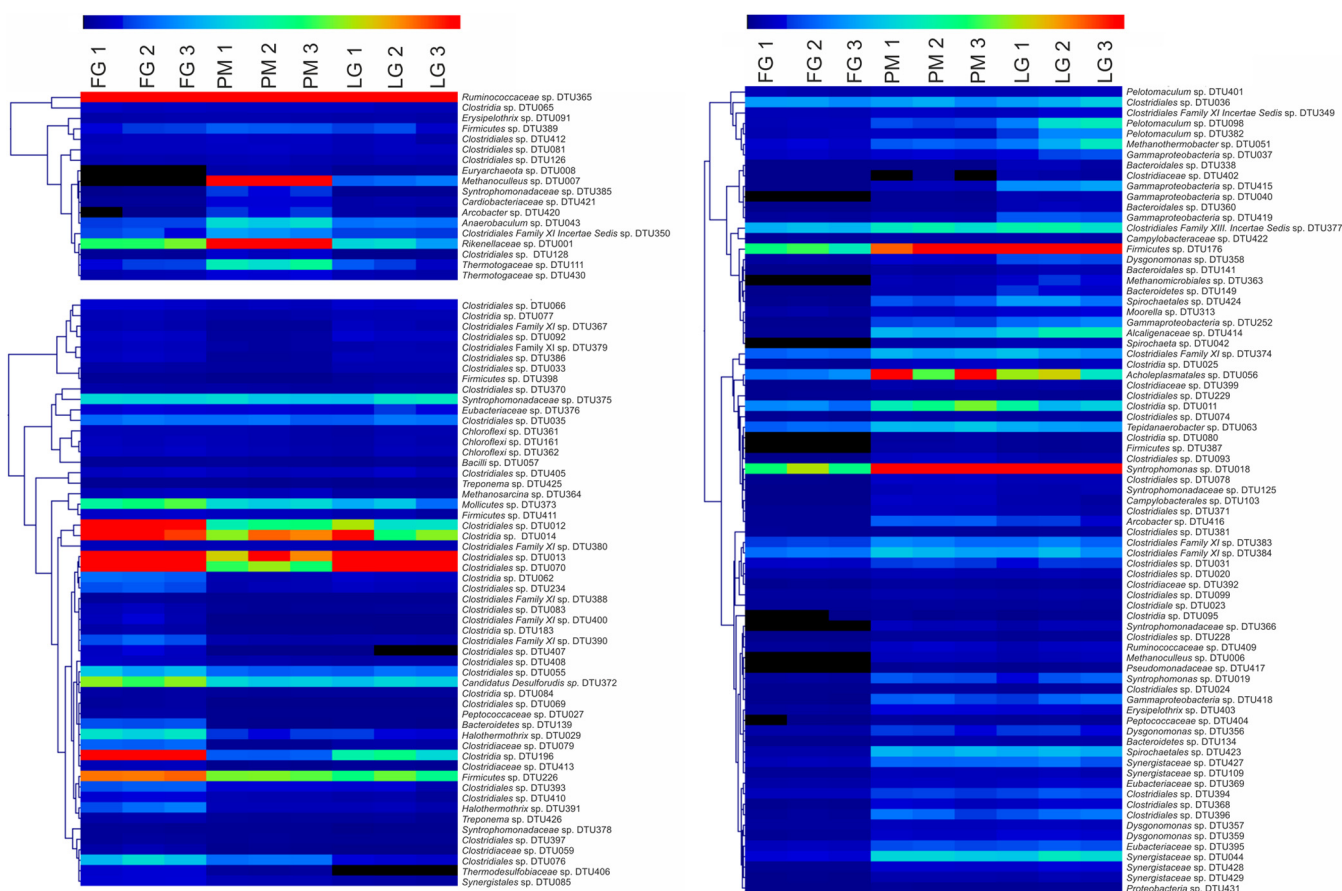 FG 1
FG 2
FG 3
PM 1
PM 2
PM 3
LG 1
LG 2
LG 3
Ruminococcaceae sp. DTU365
Clostridia sp. DTU065
Erysipelothrix sp. DTU091
Firmicutes sp. DTU389
Clostridiales sp. DTU412
Clostridiales sp. DTU081
Clostridiales sp. DTU126
Euryarchaeota sp. DTU008
Methanoculleus sp. DTU007
Syntrophomonadaceae sp. DTU385
Cardiobacteriaceae sp. DTU421
Arcobacter sp. DTU420
Anaerobaculum sp. DTU043
Clostridiales Family XI Incertae Sedis sp. DTU350
Rikenellaceae sp. DTU001
Clostridiales sp. DTU128
Thermotogaceae sp. DTU111
Thermotogaceae sp. DTU430
Clostridiales sp. DTU066
Clostridia sp. DTU077
Clostridiales Family XI sp. DTU367
Clostridiales sp. DTU092
Clostridiales Family XI sp. DTU379
Clostridiales sp. DTU386
Clostridiales sp. DTU033
Firmicutes sp. DTU398
Clostridiales sp. DTU370
Syntrophomonadaceae sp. DTU375
Eubacteriaceae sp. DTU376
Clostridiales sp. DTU035
Chloroflexi sp. DTU361
Chloroflexi sp. DTU161
Chloroflexi sp. DTU362
Bacilli sp. DTU057
Clostridiales sp. DTU405
Treponema sp. DTU425
Methanosarcina sp. DTU364
Mollicutes sp. DTU373
Firmicutes sp. DTU411
Clostridiales sp. DTU012
Clostridia sp. DTU014
Clostridiales Family XI sp. DTU380
Clostridiales sp. DTU013
Clostridiales sp. DTU070
Clostridia sp. DTU062
Clostridiales sp. DTU234
Clostridiales Family XI sp. DTU388
Clostridiales sp. DTU083
Clostridiales Family XI sp. DTU400
Clostridia sp. DTU183
Clostridiales Family XI sp. DTU390
Clostridiales sp. DTU407
Clostridiales sp. DTU408
Clostridiales sp. DTU055
Candidatus Desulforudis sp. DTU372
Clostridia sp. DTU084
Clostridiales sp. DTU069
Peptococcaceae sp. DTU027
Bacteroidetes sp. DTU139
Halothermothrix sp. DTU029
Clostridiaceae sp. DTU079
Clostridia sp. DTU196
Clostridiaceae sp. DTU413
Firmicutes sp. DTU226
Clostridiales sp. DTU393
Clostridiales sp. DTU410
Halothermothrix sp. DTU391
Treponema sp. DTU426
Syntrophomonadaceae sp. DTU378
Clostridiales sp. DTU397
Clostridiaceae sp. DTU059
Clostridiales sp. DTU076
Thermodesulfobiaceae sp. DTU406
Synergistales sp. DTU085
FG 1
FG 2
FG 3
PM 1
PM 2
PM 3
LG 1
LG 2
LG 3
Pelotomaculum sp. DTU401
Clostridiales sp. DTU036
Clostridiales Family XI Incertae Sedis sp. DTU349
Pelotomaculum sp. DTU098
Pelotomaculum sp. DTU382
Methanothermobacter sp. DTU051
Gammaproteobacteria sp. DTU037
Bacteroidales sp. DTU338
Clostridiaceae sp. DTU402
Gammaproteobacteria sp. DTU415
Gammaproteobacteria sp. DTU040
Bacteroidales sp. DTU360
Gammaproteobacteria sp. DTU419
Clostridiales Family XIII. Incertae Sedis sp. DTU377
Campylobacteraceae sp. DTU422
Firmicutes sp. DTU176
Dysgonomonas sp. DTU358
Bacteroidales sp. DTU141
Methanomicrobiales sp. DTU363
Bacteroidetes sp. DTU149
Spirochaetales sp. DTU424
Moorella sp. DTU313
Gammaproteobacteria sp. DTU252
Alcaligenaceae sp. DTU414
Spirochaeta sp. DTU042
Clostridiales Family XI sp. DTU374
Clostridia sp. DTU025
Acholeplasmatales sp. DTU056
Clostridiaceae sp. DTU399
Clostridiales sp. DTU229
Clostridia sp. DTU011
Clostridiales sp. DTU074
Tepidanaerobacter sp. DTU063
Clostridia sp. DTU080
Firmicutes sp. DTU387
Clostridiales sp. DTU093
Syntrophomonas sp. DTU018
Clostridiales sp. DTU078
Syntrophomonadaceae sp. DTU125
Campylobacterales sp. DTU103
Clostridiales sp. DTU371
Arcobacter sp. DTU416
Clostridiales sp. DTU381
Clostridiales Family XI sp. DTU383
Clostridiales Family XI sp. DTU384
Clostridiales sp. DTU031
Clostridiales sp. DTU020
Clostridiaceae sp. DTU392
Clostridiales sp. DTU099
Clostridiale sp. DTU023
Clostridia sp. DTU095
Syntrophomonadaceae sp. DTU366
Clostridiales sp. DTU228
Ruminococcaceae sp. DTU409
Methanoculleus sp. DTU006
Pseudomonadaceae sp. DTU417
Syntrophomonas sp. DTU019
Clostridiales sp. DTU024
Gammaproteobacteria sp. DTU418
Erysipelothrix sp. DTU403
Peptococcaceae sp. DTU404
Dysgonomonas sp. DTU356
Bacteroidetes sp. DTU134
Spirochaetales sp. DTU423
Synergistaceae sp. DTU427
Synergistaceae sp. DTU109
Eubacteriaceae sp. DTU369
Clostridiales sp. DTU394
Clostridiales sp. DTU368
Clostridiales sp. DTU396
Dysgonomonas sp. DTU357
Dysgonomonas sp. DTU359
Eubacteriaceae sp. DTU395
Synergistaceae sp. DTU044
Synergistaceae sp. DTU428
Synergistaceae sp. DTU429
Proteobacteria sp. DTU431